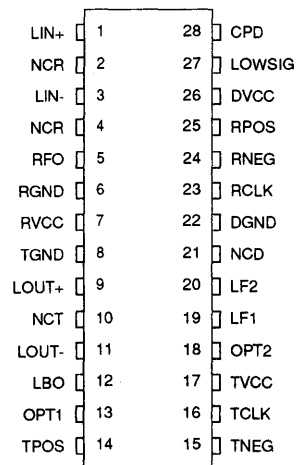 LIN+ 1 28 CPD
NCR 2 27 LOWSIG
LIN- 3 26 DVCC
NCR 4 25 RPOS
RFO 5 24 RNEG
RGND 6 23 RCLK
RVCC 7 22 DGND
TGND 8 21 NCD
LOUT+ 9 20 LF2
NCT 10 19 LF1
LOUT- 11 18 OPT2
LBO 12 17 TVCC
OPT1 13 16 TCLK
TPOS 14 15 TNEG